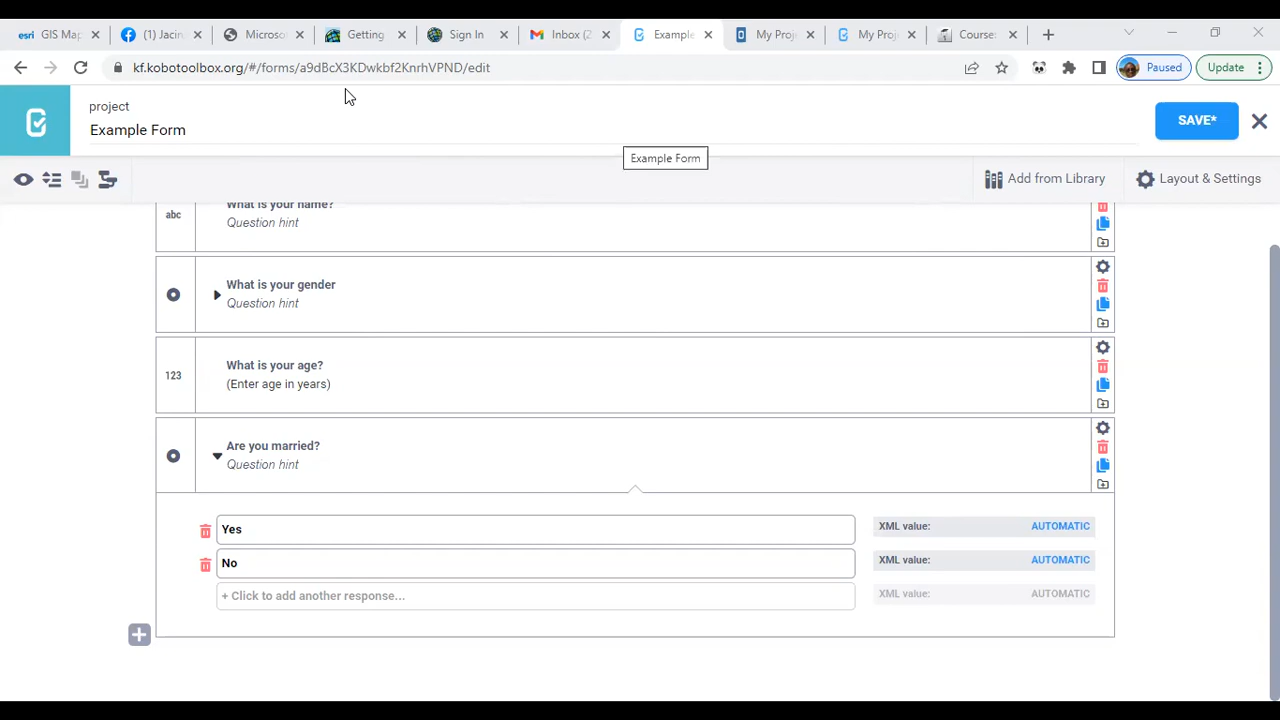 esri GIS Map
(1) Jacin
Microso
Getting
Sign In
Inbox (2
Example
My Proj
My Proj
Course
kf.kobotoolbox.org/#/forms/a9dBcX3KDwkbf2KnrhVPND/edit
Paused
Update
project
Example Form
SAVE*
Example Form
Add from Library
Layout & Settings
abc
What is your name?
Question hint
What is your gender
Question hint
123
What is your age?
(Enter age in years)
Are you married?
Question hint
Yes
XML value: AUTOMATIC
No
XML value: AUTOMATIC
+ Click to add another response...
XML value: AUTOMATIC